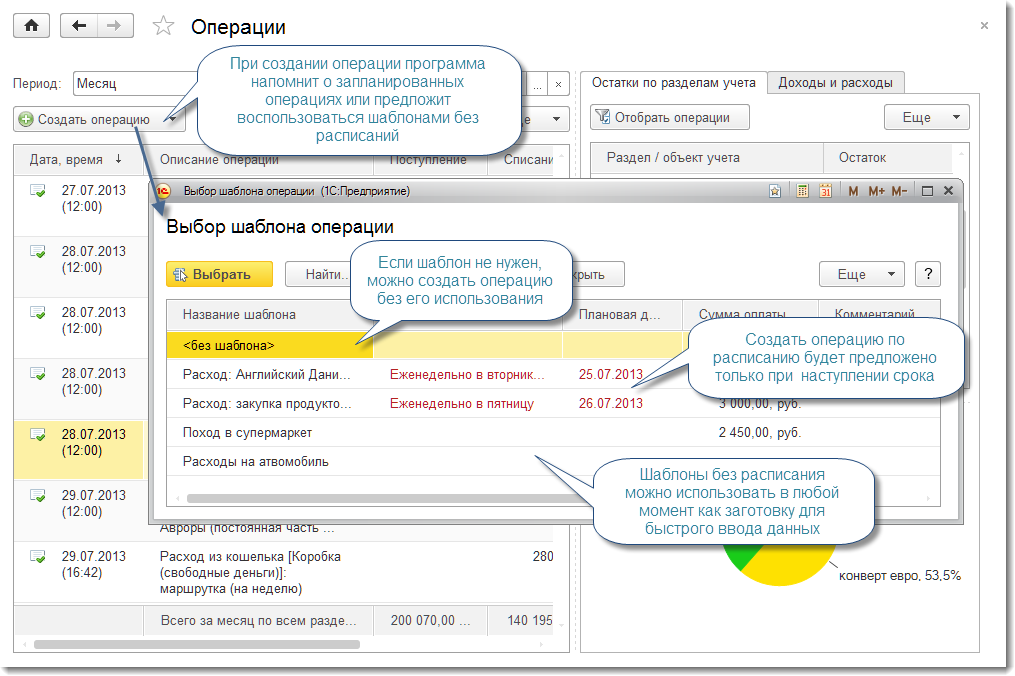 Операции
Период:
Месяц
...
Создать операцию
Еще
При создании операции программа
напомнит о запланированных
операциях или предложит
воспользоваться шаблонами без
расписаний
Дата, время
Описание операции
Поступление
Списани
27.07.2013
(12:00)
28.07.2013
(12:00)
28.07.2013
(12:00)
28.07.2013
(12:00)
28.07.2013
(12:00)
29.07.2013
(12:00)
Авроры (постоянная часть ...
29.07.2013
(16:42)
Расход из кошелька [Коробка
(свободные деньги)]:
маршрутка (на неделю)
280
Всего за месяц по всем разде...
200 070,00 ...
140 195
Остатки по разделам учета
Доходы и расходы
Отобрать операции
Еще
Раздел / объект учета
Остаток
конверт евро, 53,5%
Выбор шаблона операции (1С:Предприятие)
31
M M+ M-
Выбор шаблона операции
Выбрать
Найти...
крыть
Еще
?
Если шаблон не нужен,
можно создать операцию
без его использования
Название шаблона
Плановая д...
Сумма оплаты
Комментарий
<без шаблона>
Расход: Английский Дани...
Еженедельно в вторник...
25.07.2013
Расход: закупка продукто...
Еженедельно в пятницу
26.07.2013
3 000,00, руб.
Поход в супермаркет
2 450,00, руб.
Расходы на атвомобиль
Создать операцию по
расписанию будет предложено
только при наступлении срока
Шаблоны без расписания
можно использовать в любой
момент как заготовку для
быстрого ввода данных